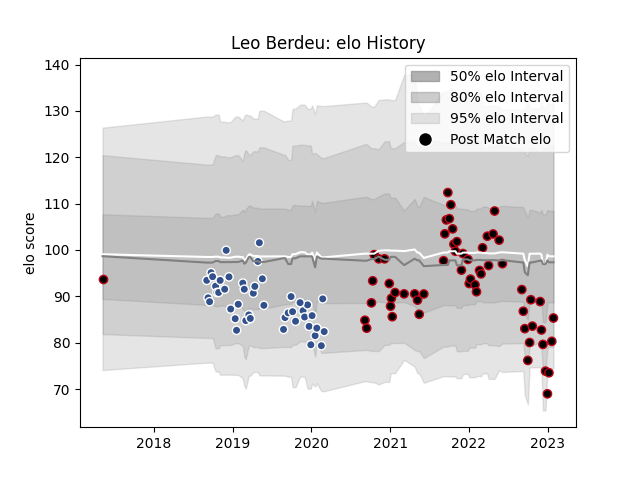 Leo Berdeu: elo History
140
130
120
110
100
90
80
70
elo score
50% elo Interval
80% elo Interval
95% elo Interval
Post Match elo
2018
2019
2020
2021
2022
2023